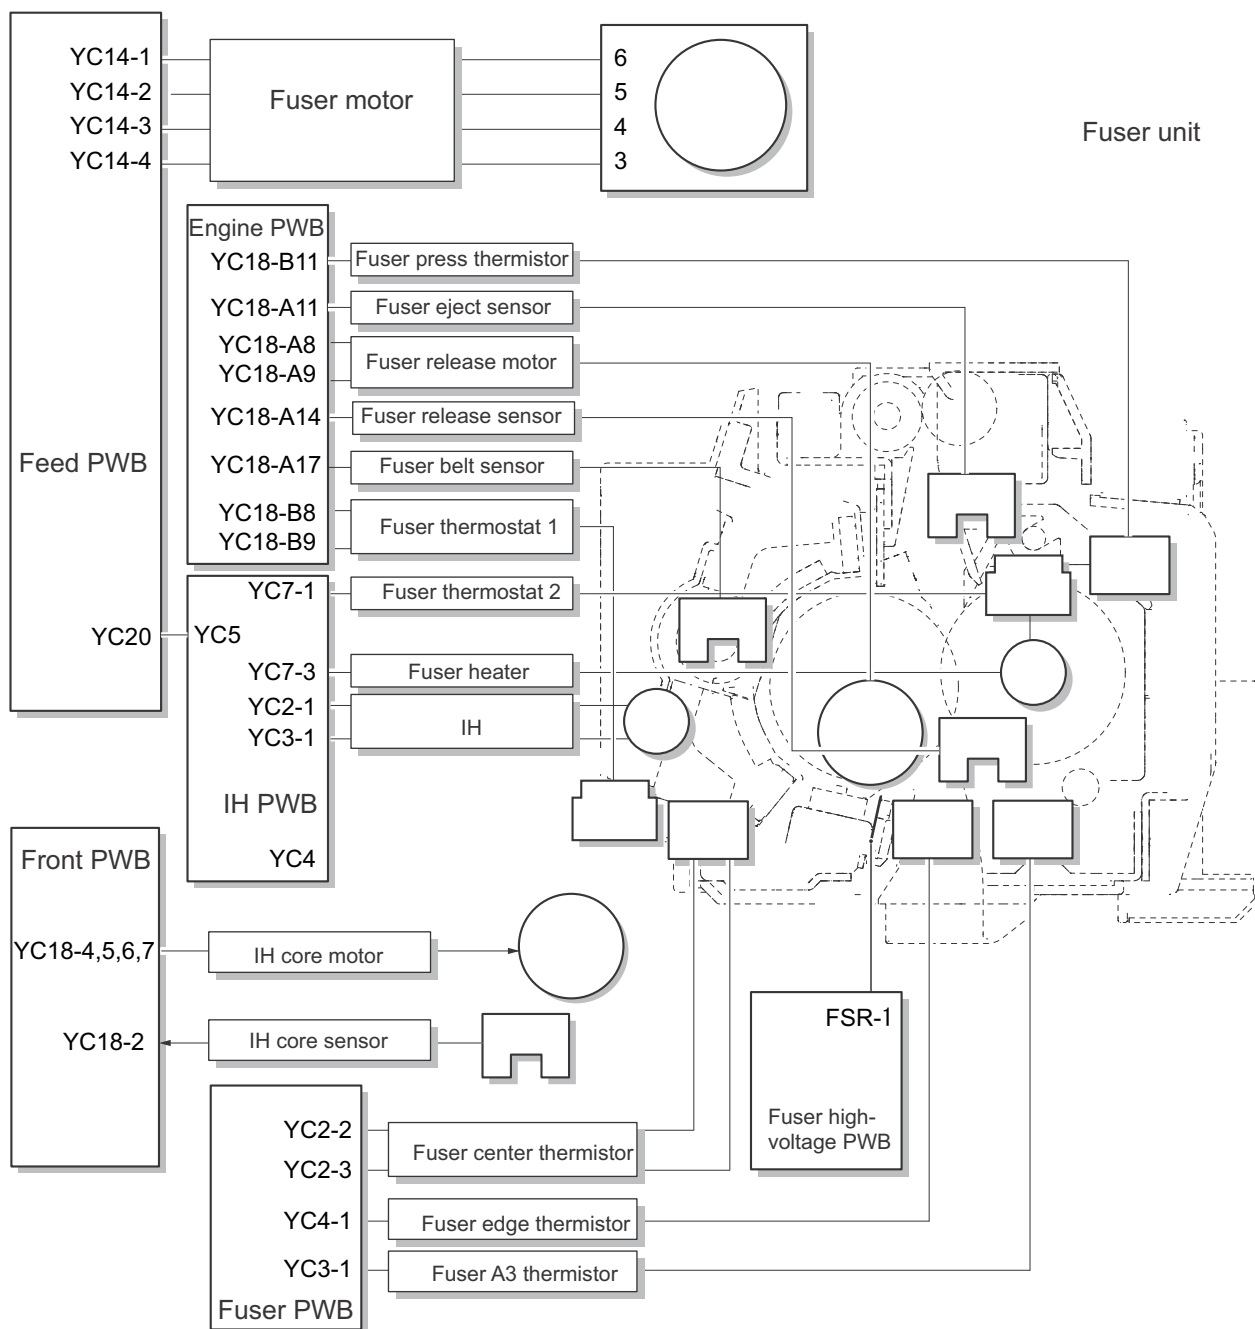 YC14-1
YC14-2
YC14-3
YC14-4
Fuser motor
6
5
4
3
Fuser unit
Feed PWB
YC20
Engine PWB
YC18-B11
Fuser press thermistor
YC18-A11
Fuser eject sensor
YC18-A8
YC18-A9
Fuser release motor
YC18-A14
Fuser release sensor
YC18-A17
Fuser belt sensor
YC18-B8
YC18-B9
Fuser thermostat 1
YC7-1
Fuser thermostat 2
YC5
YC7-3
Fuser heater
YC2-1
YC3-1
IH
IH PWB
YC4
Front PWB
YC18-4,5,6,7
IH core motor
YC18-2
IH core sensor
FSR-1
Fuser high-
voltage PWB
YC2-2
YC2-3
Fuser center thermistor
YC4-1
Fuser edge thermistor
YC3-1
Fuser A3 thermistor
Fuser PWB